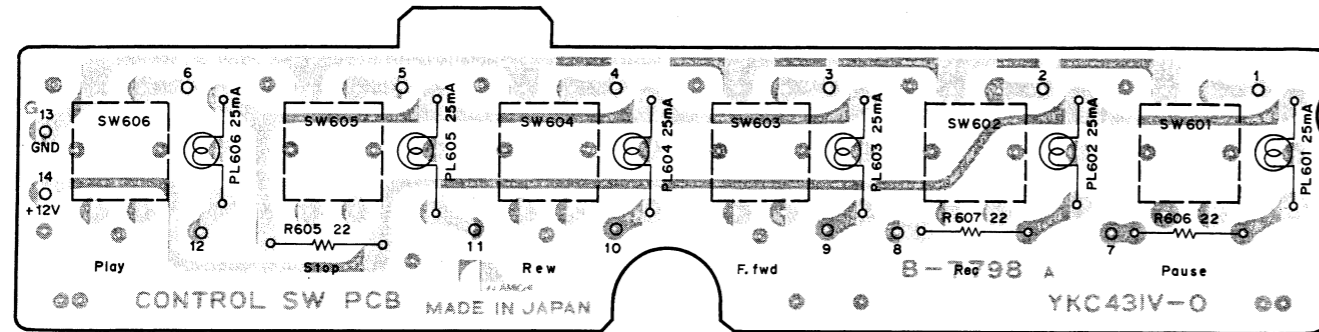 6 5 4 3 2 1
G
13
GND
14
+12V
SW606
PL606 25mA
SW605
PL605 25mA
SW604
PL604 25mA
SW603
PL603 25mA
SW602
PL602 25mA
SW601
PL601 25mA
12
R605 22
11
10
9
8
R607 22
7
R606 22
Play
Stop
Rew
F. fwd
Rec
Pause
B-7798 A
CONTROL SW PCB
MADE IN JAPAN
YKC431V-0